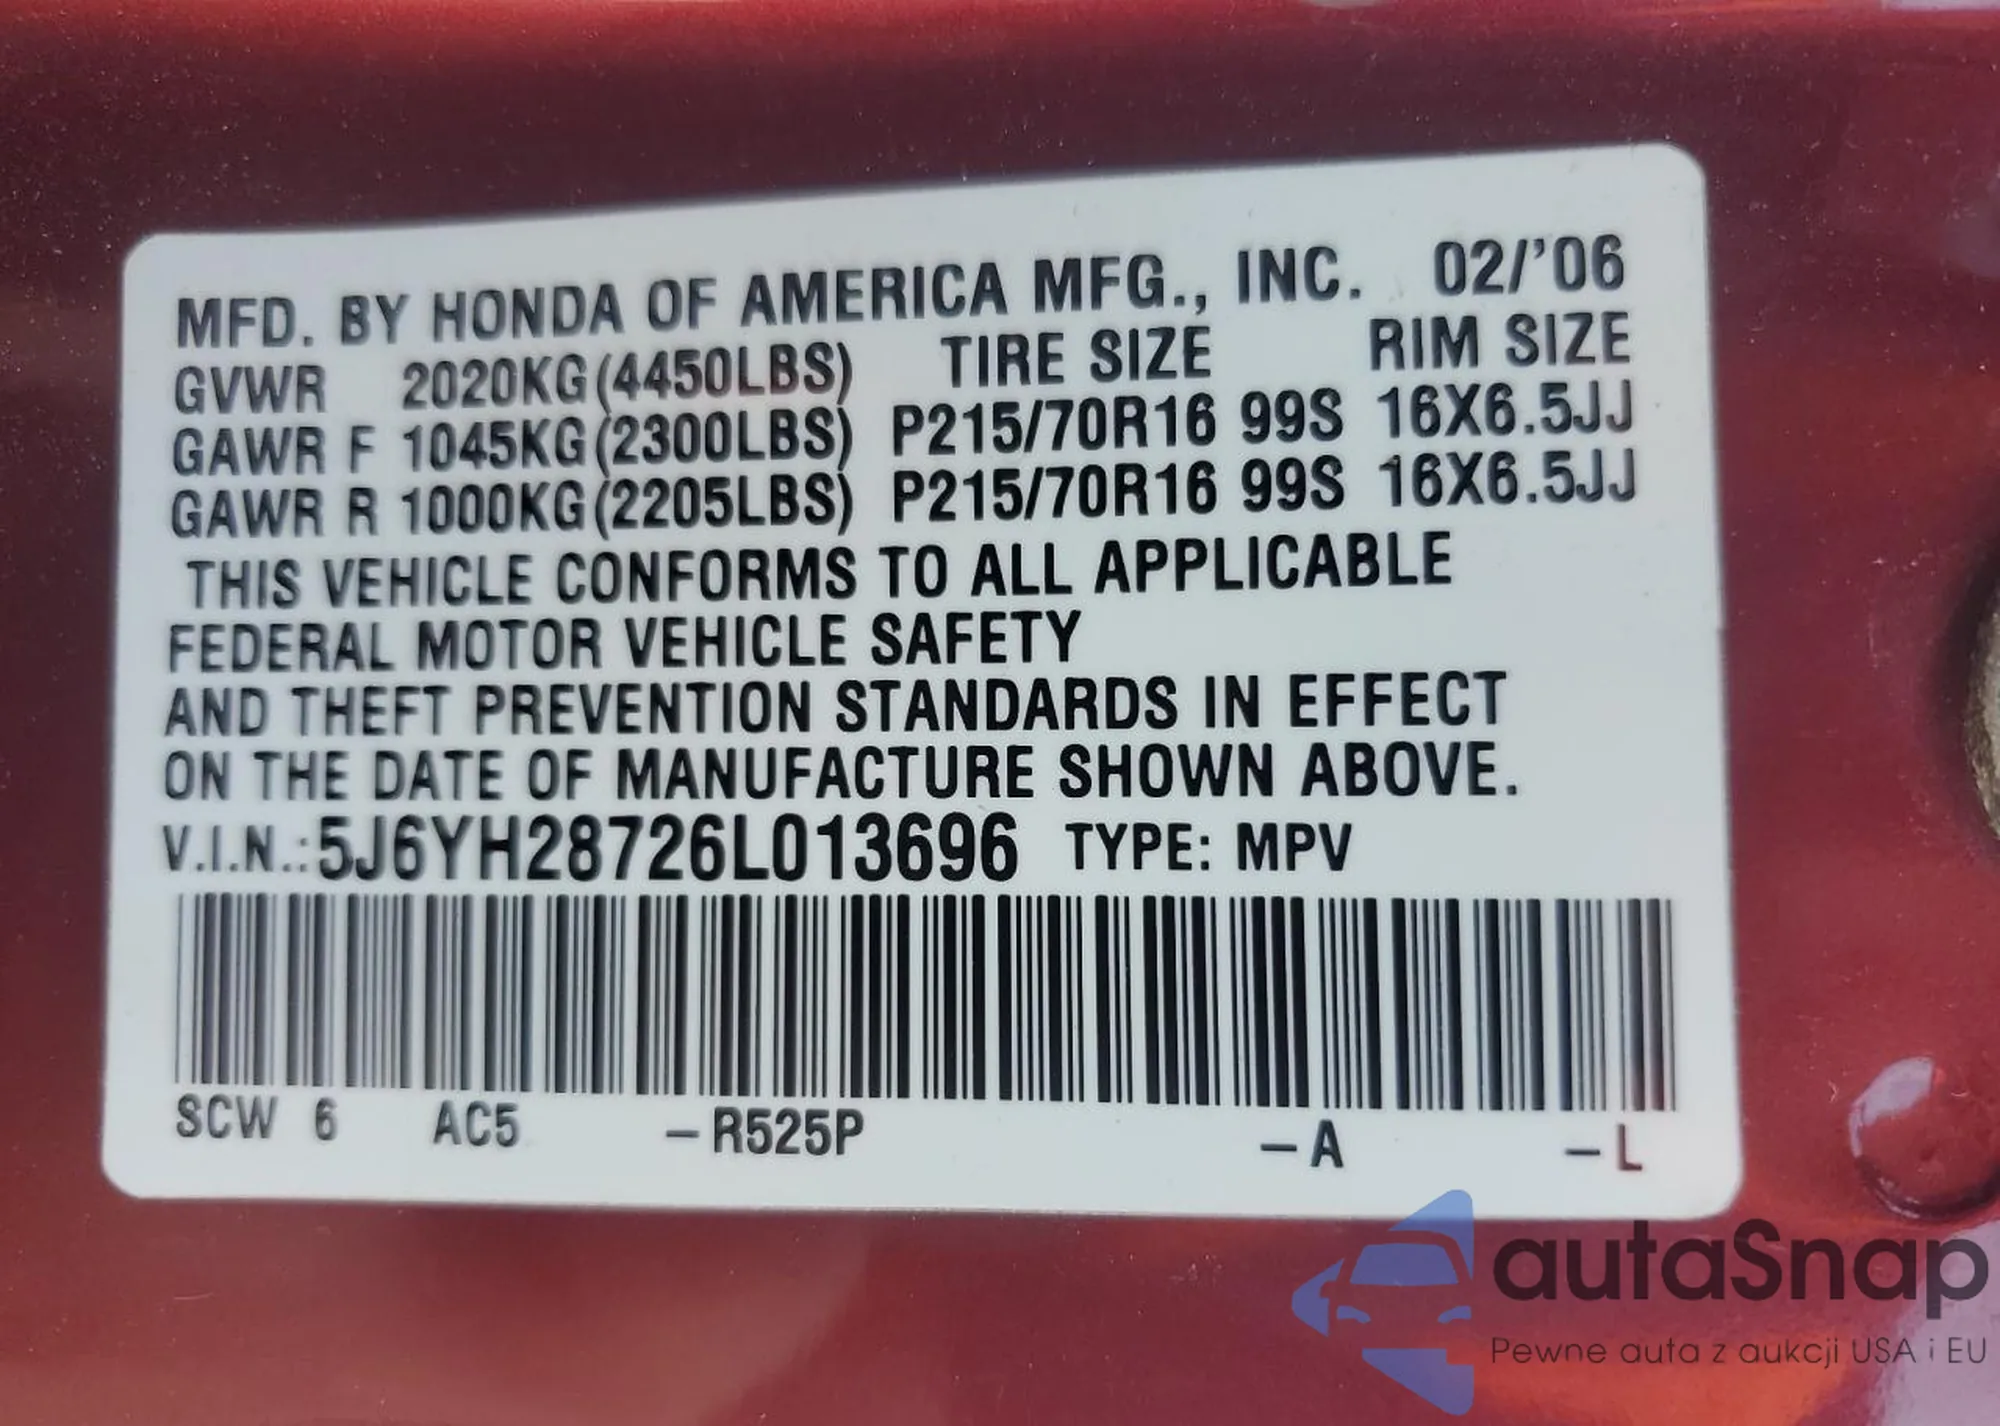 MFD. BY HONDA OF AMERICA MFG., INC. 02/'06
GVWR 2020KG(4450LBS) TIRE SIZE RIM SIZE
GAWR F 1045KG(2300LBS) P215/70R16 99S 16X6.5JJ
GAWR R 1000KG(2205LBS) P215/70R16 99S 16X6.5JJ
THIS VEHICLE CONFORMS TO ALL APPLICABLE
FEDERAL MOTOR VEHICLE SAFETY
AND THEFT PREVENTION STANDARDS IN EFFECT
ON THE DATE OF MANUFACTURE SHOWN ABOVE.
V.I.N.:5J6YH28726L013696 TYPE: MPV
SCW 6 AC5 –R525P –A –L
autaSnap
Pewne auta z aukcji USA i EU